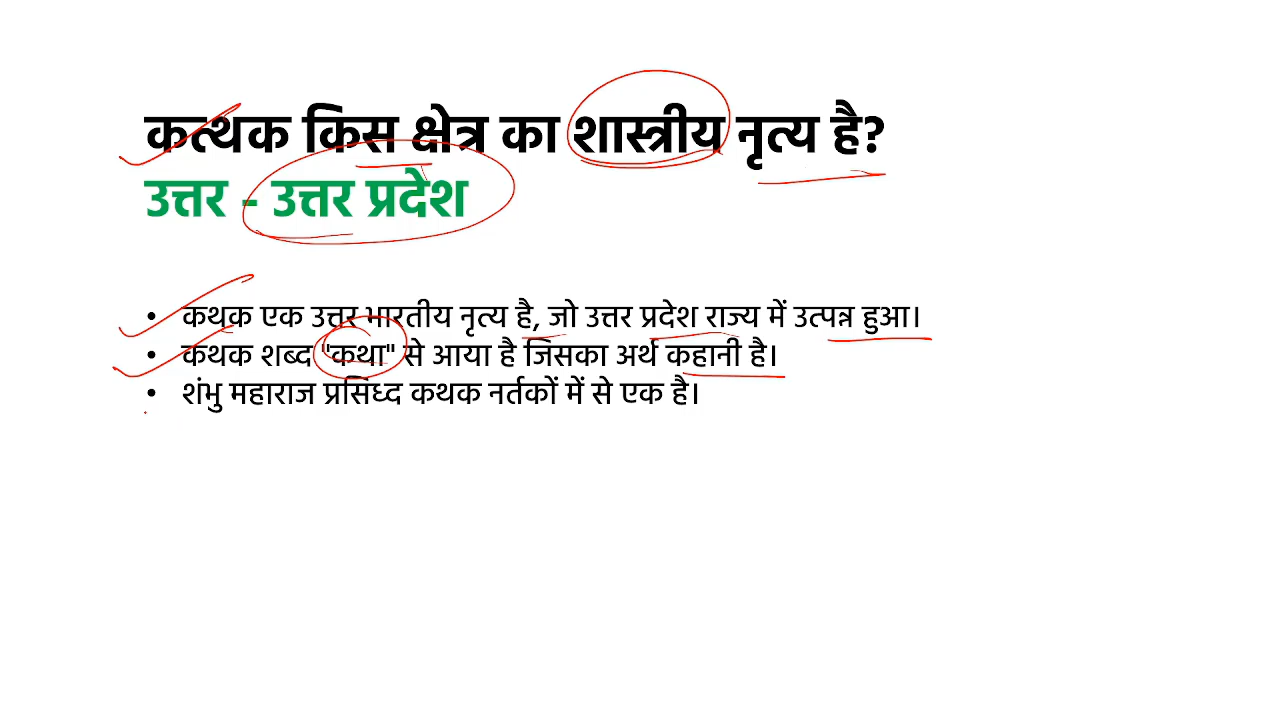 कत्थक किस क्षेत्र का शास्त्रीय नृत्य है?
उत्तर - उत्तर प्रदेश
• कथक एक उत्तर भारतीय नृत्य है, जो उत्तर प्रदेश राज्य में उत्पन्न हुआ।
• कथक शब्द "कथा" से आया है जिसका अर्थ कहानी है।
• शंभु महाराज प्रसिध्द कथक नर्तकों में से एक है।